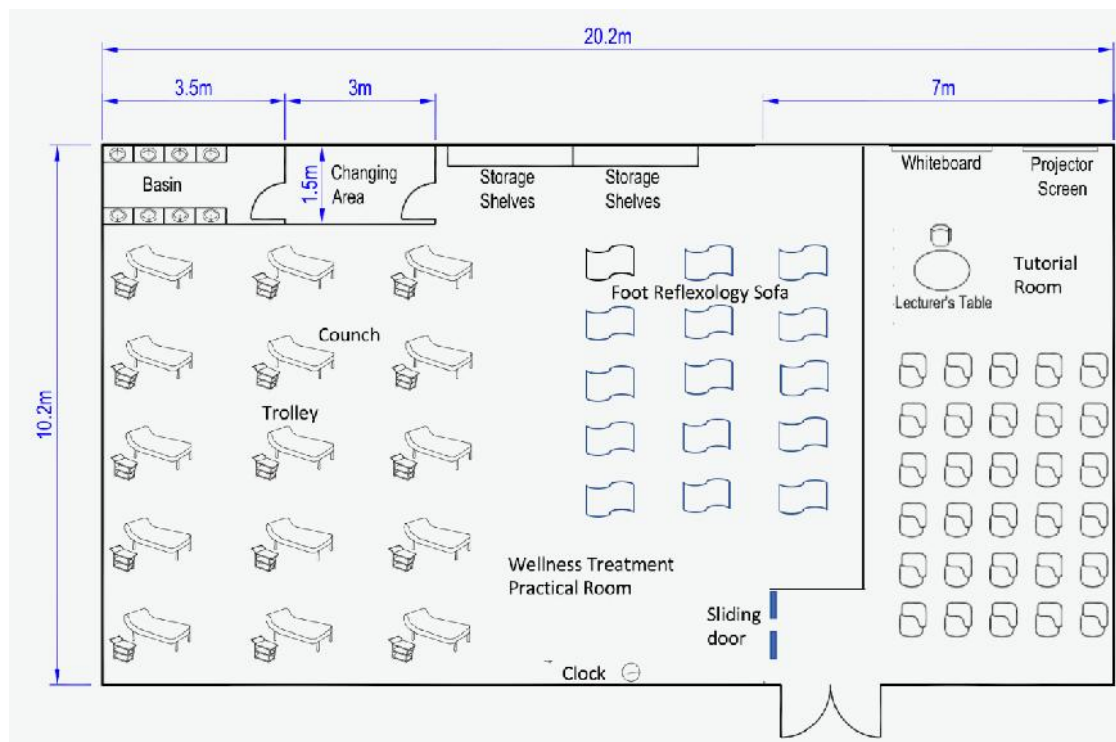 20.2m
3.5m
3m
7m
Basin
1.5m
Changing
Area
Storage
Shelves
Storage
Shelves
Whiteboard
Projector
Screen
Tutorial
Room
Lecturer's Table
Foot Reflexology Sofa
Counch
Trolley
10.2m
Wellness Treatment
Practical Room
Sliding
door
Clock